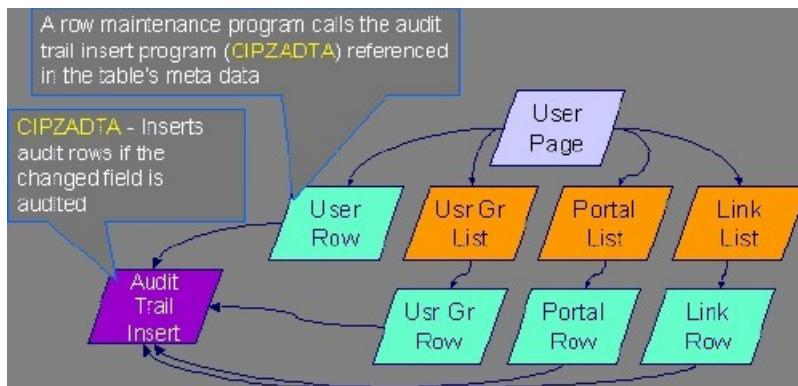 A row maintenance program calls the audit
trail insert program (CIPZADTA) referenced
in the table's meta data
CIPZADTA - Inserts
audit rows if the
changed field is
audited
User
Page
User
Row
Usr Gr
List
Portal
List
Link
List
Audit
Trail
Insert
Usr Gr
Row
Portal
Row
Link
Row